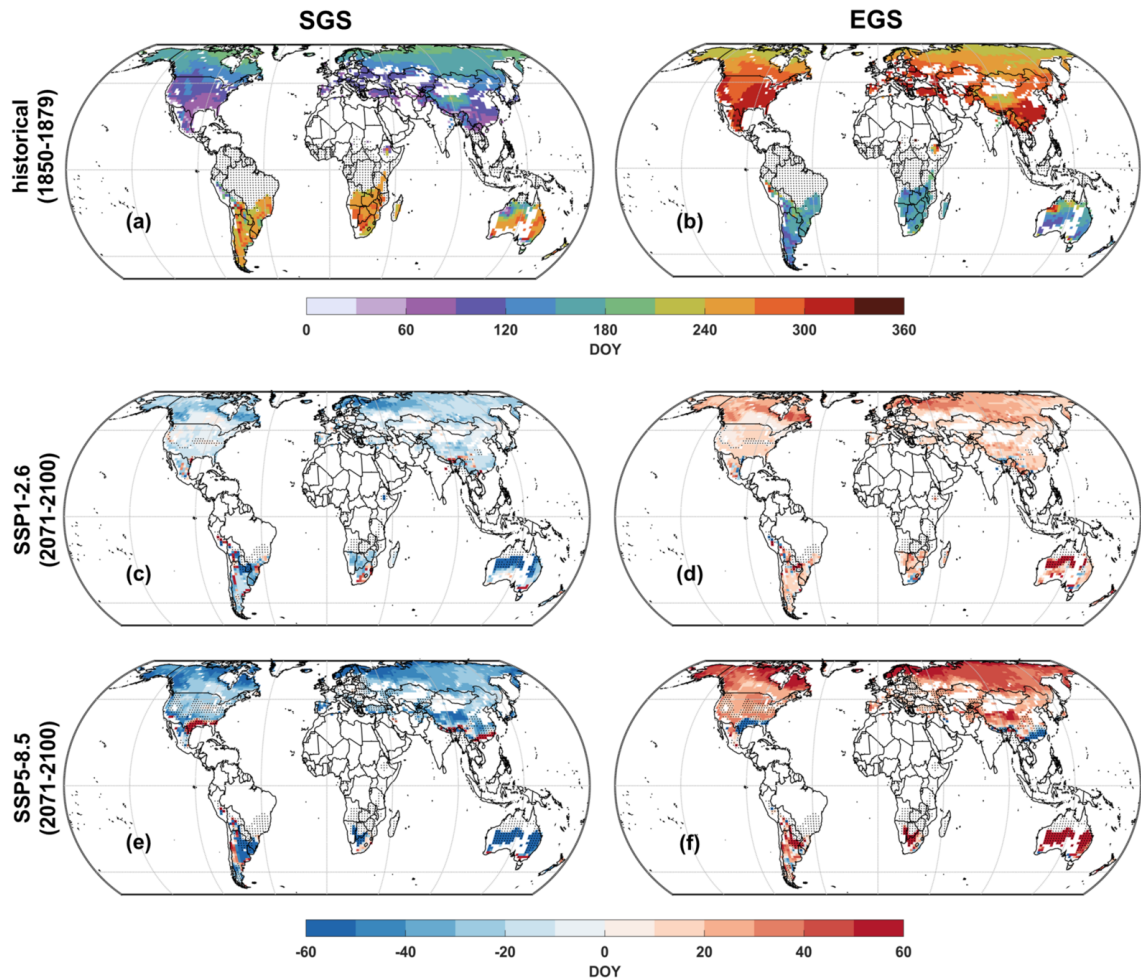 SGS
EGS
historical
(1850-1879)
(a)
(b)
0
60
120
180
240
300
360
DOY
SSP1-2.6
(2071-2100)
(c)
(d)
SSP5-8.5
(2071-2100)
(e)
(f)
-60
-40
-20
0
20
40
60
DOY